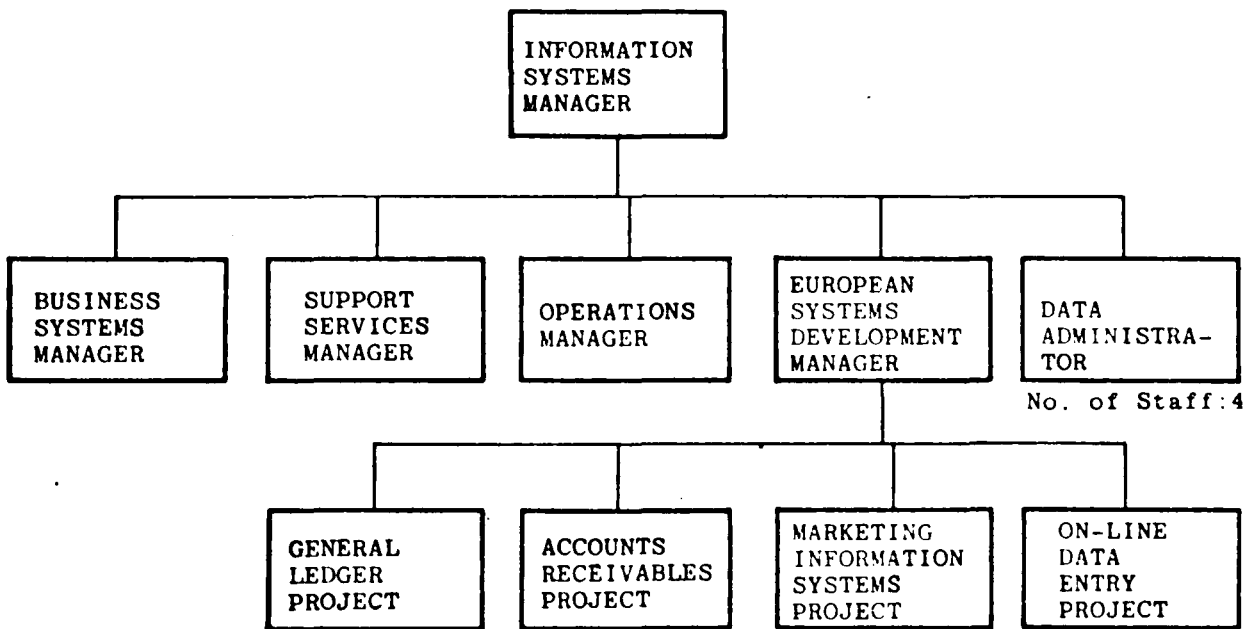 INFORMATION
SYSTEMS
MANAGER
BUSINESS
SYSTEMS
MANAGER
SUPPORT
SERVICES
MANAGER
OPERATIONS
MANAGER
EUROPEAN
SYSTEMS
DEVELOPMENT
MANAGER
DATA
ADMINISTRA-
TOR
No. of Staff:4
GENERAL
LEDGER
PROJECT
ACCOUNTS
RECEIVABLES
PROJECT
MARKETING
INFORMATION
SYSTEMS
PROJECT
ON-LINE
DATA
ENTRY
PROJECT